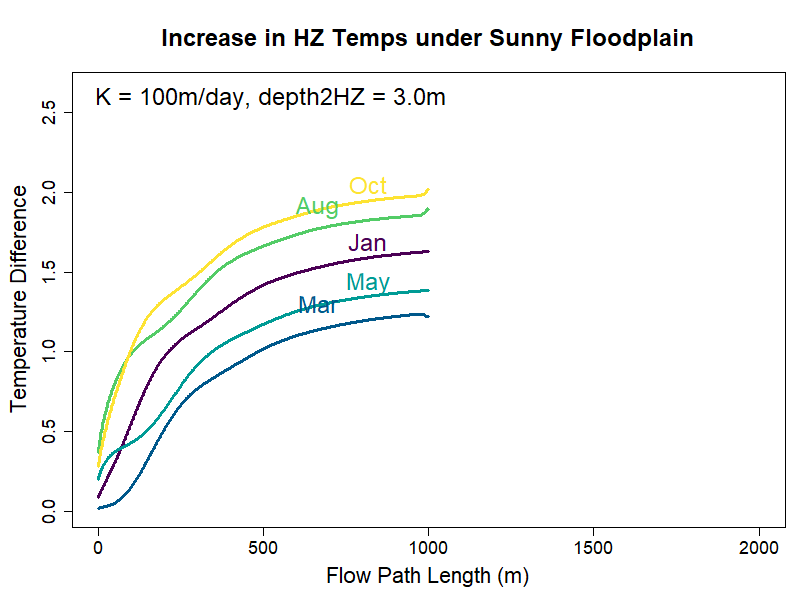 Increase in HZ Temps under Sunny Floodplain
K = 100m/day, depth2HZ = 3.0m
2.5
2.0
1.5
1.0
0.5
0.0
Temperature Difference
Oct
Aug
Jan
May
Mar
0 500 1000 1500 2000
Flow Path Length (m)